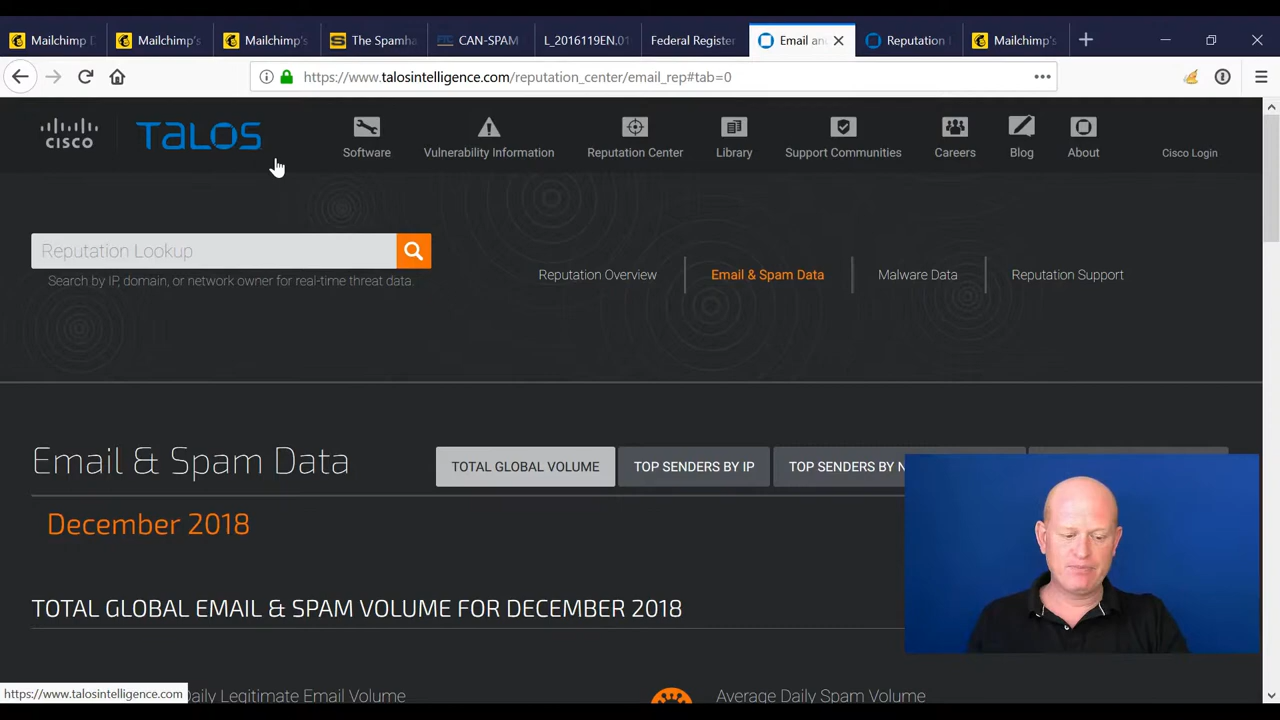 Mailchimp D
Mailchimp's
Mailchimp's
The Spamha
FTC CAN-SPAM
L_2016119EN.01
Federal Register
Email an
Reputation
Mailchimp's
https://www.talosintelligence.com/reputation_center/email_rep#tab=0
CISCO
TALOS
Software
Vulnerability Information
Reputation Center
Library
Support Communities
Careers
Blog
About
Cisco Login
Reputation Lookup
Search by IP, domain, or network owner for real-time threat data.
Reputation Overview
Email & Spam Data
Malware Data
Reputation Support
Email & Spam Data
TOTAL GLOBAL VOLUME
TOP SENDERS BY IP
TOP SENDERS BY N
December 2018
TOTAL GLOBAL EMAIL & SPAM VOLUME FOR DECEMBER 2018
Daily Legitimate Email Volume
Average Daily Spam Volume
https://www.talosintelligence.com